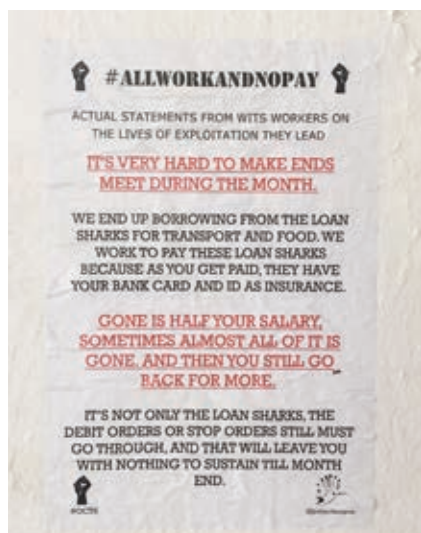 #ALLWORKANDNOPAY
ACTUAL STATEMENTS FROM WITS WORKERS ON
THE LIVES OF EXPLOITATION THEY LEAD
IT'S VERY HARD TO MAKE ENDS
MEET DURING THE MONTH.
WE END UP BORROWING FROM THE LOAN
SHARKS FOR TRANSPORT AND FOOD. WE
WORK TO PAY THESE LOAN SHARKS
BECAUSE AS YOU GET PAID, THEY HAVE
YOUR BANK CARD AND ID AS INSURANCE.
GONE IS HALF YOUR SALARY,
SOMETIMES ALMOST ALL OF IT IS
GONE, AND THEN YOU STILL GO
BACK FOR MORE.
IT'S NOT ONLY THE LOAN SHARKS, THE
DEBIT ORDERS OR STOP ORDERS STILL MUST
GO THROUGH, AND THAT WILL LEAVE YOU
WITH NOTHING TO SUSTAIN TILL MONTH
END.
#OCT6